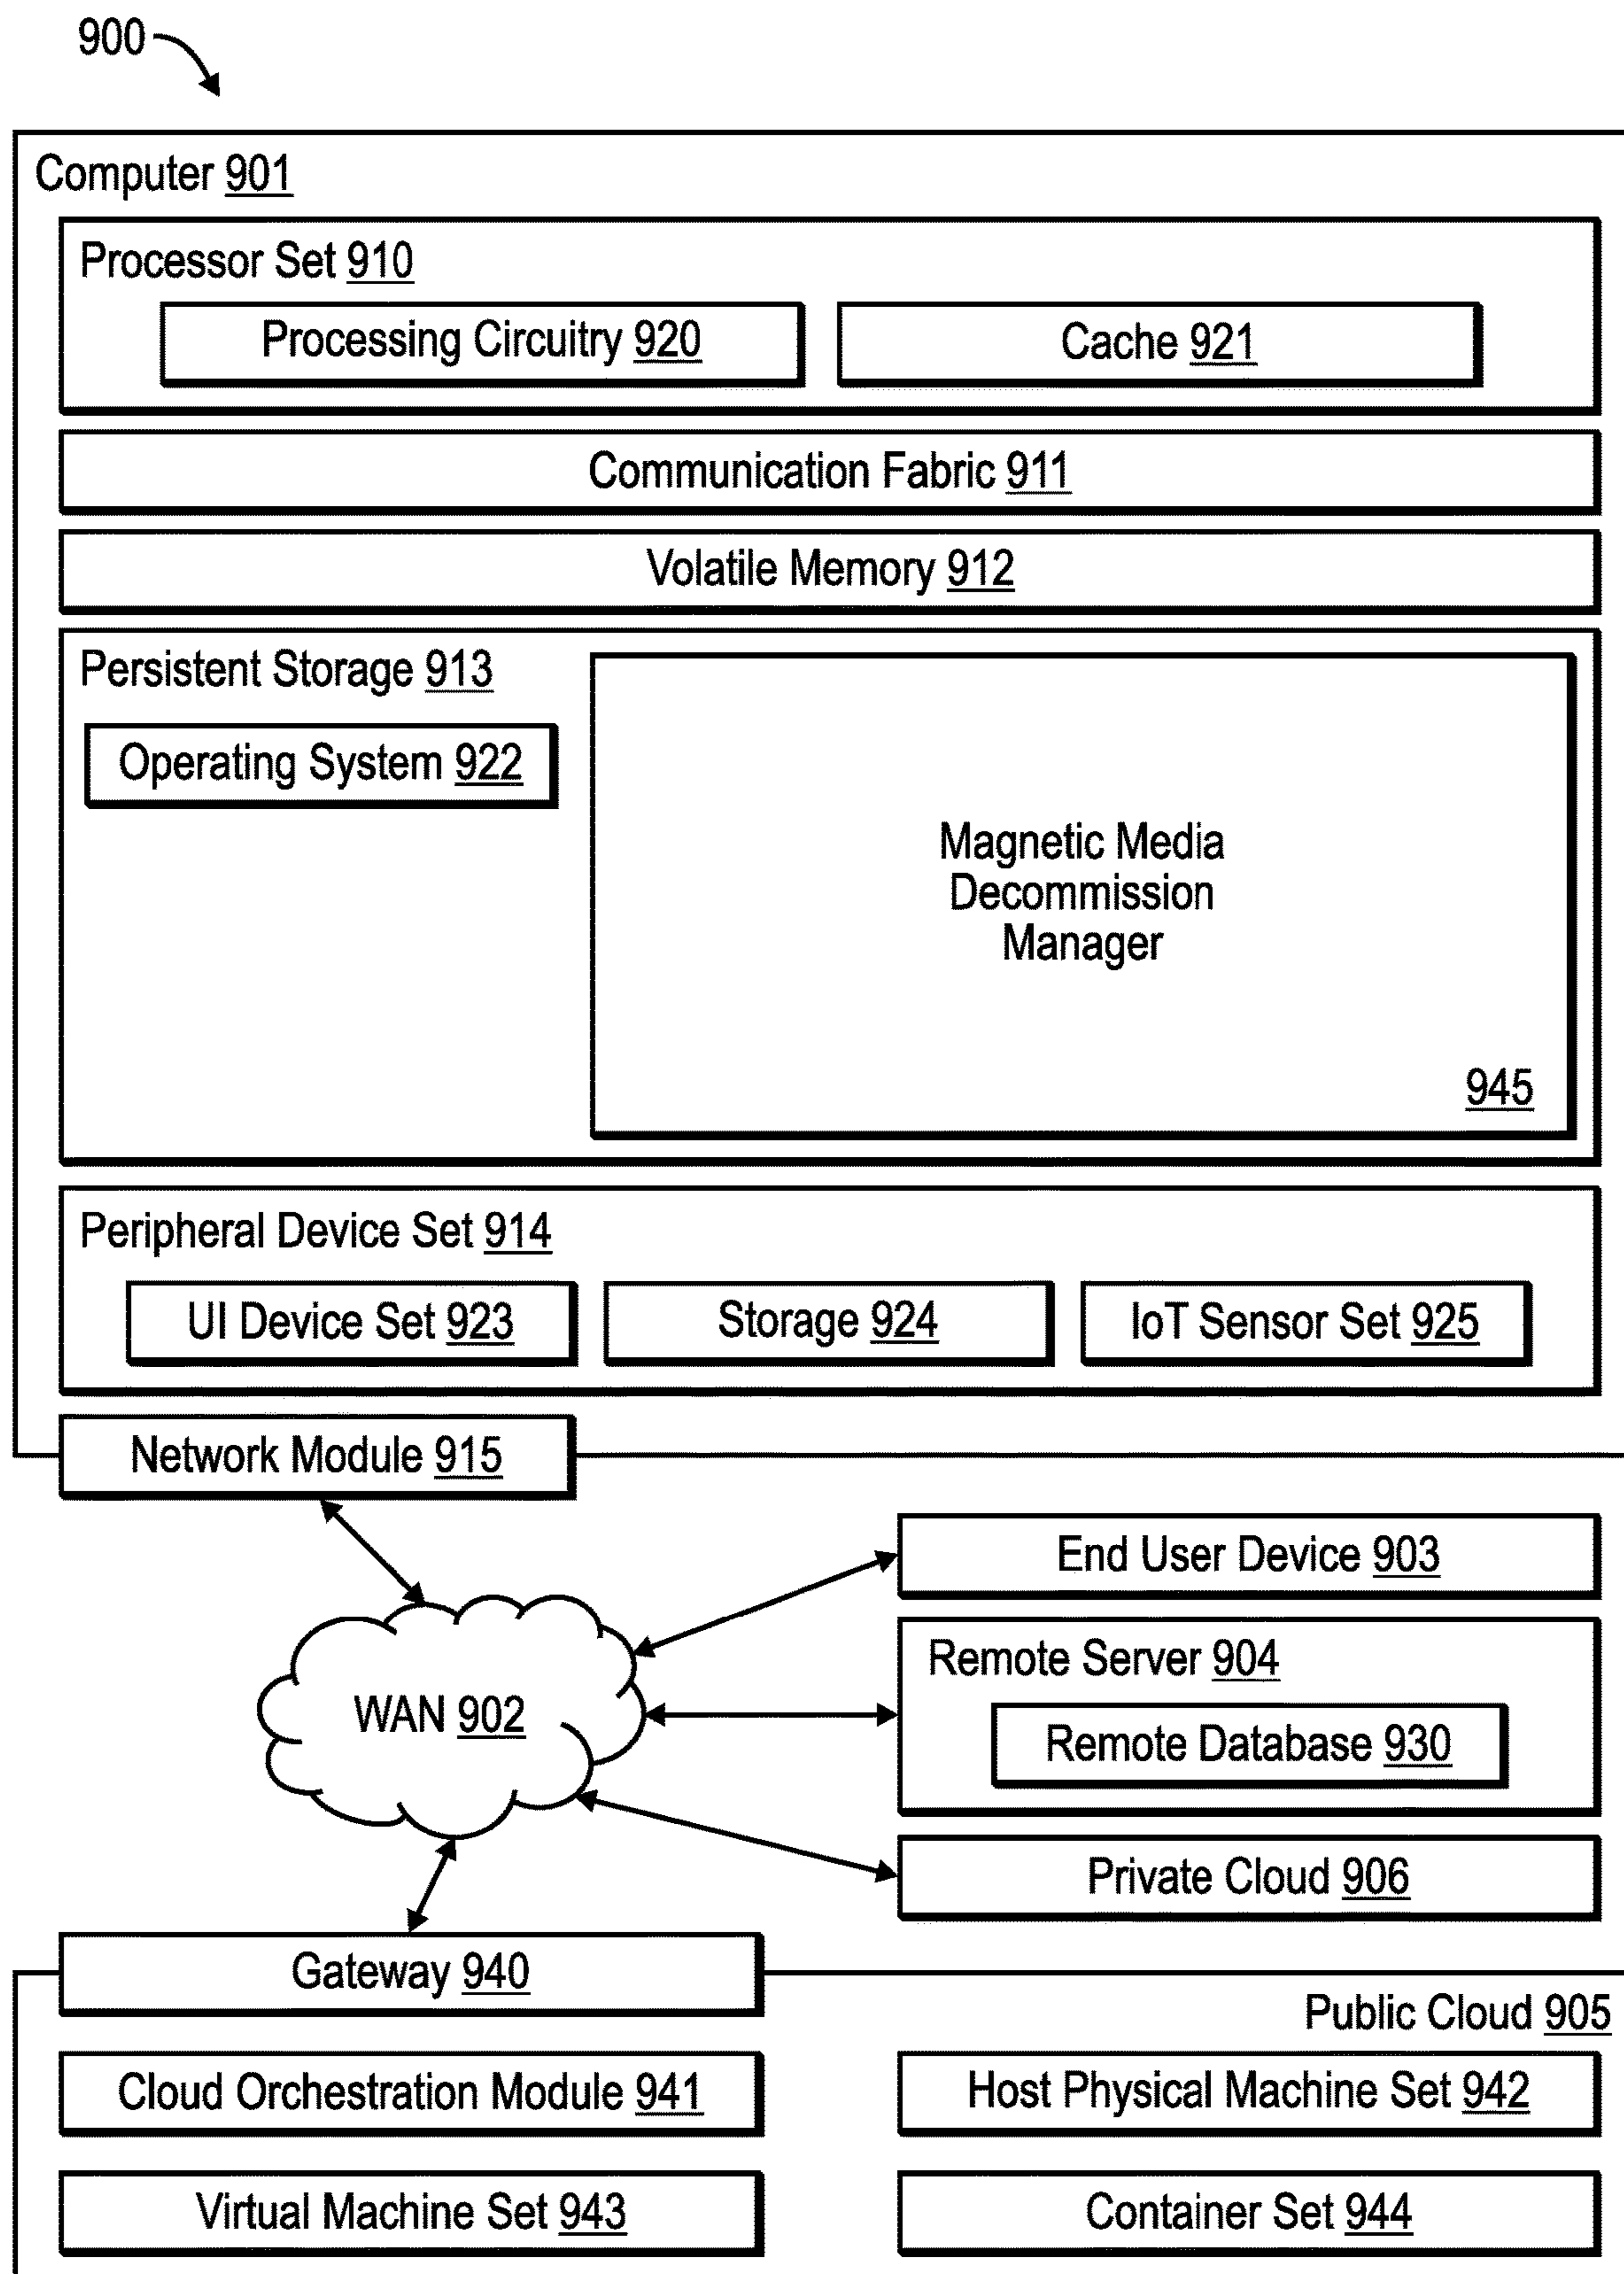 900
Computer 901
Processor Set 910
Processing Circuitry 920
Cache 921
Communication Fabric 911
Volatile Memory 912
Persistent Storage 913
Operating System 922
Magnetic Media
Decommission
Manager
945
Peripheral Device Set 914
UI Device Set 923
Storage 924
IoT Sensor Set 925
Network Module 915
End User Device 903
Remote Server 904
WAN 902
Remote Database 930
Private Cloud 906
Gateway 940
Public Cloud 905
Cloud Orchestration Module 941
Host Physical Machine Set 942
Virtual Machine Set 943
Container Set 944